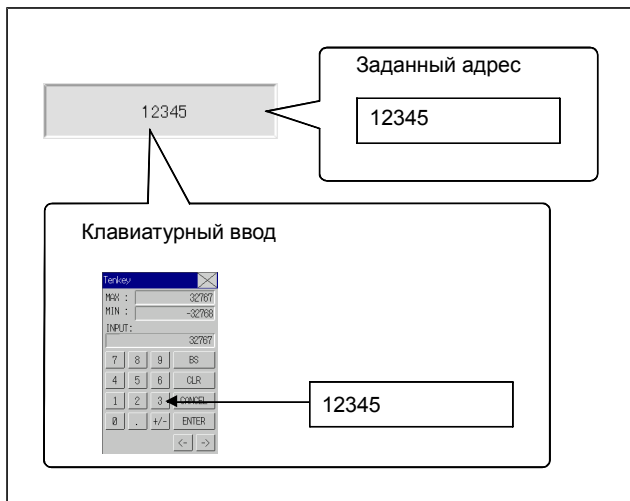 Заданный адрес
12345
12345
Клавиатурный ввод
Tenkey
MAX : 32767
MIN : -32768
INPUT:
32767
7 8 9 BS
4 5 6 CLR
1 2 3 CANCEL
0 . +/- ENTER
<- ->
12345